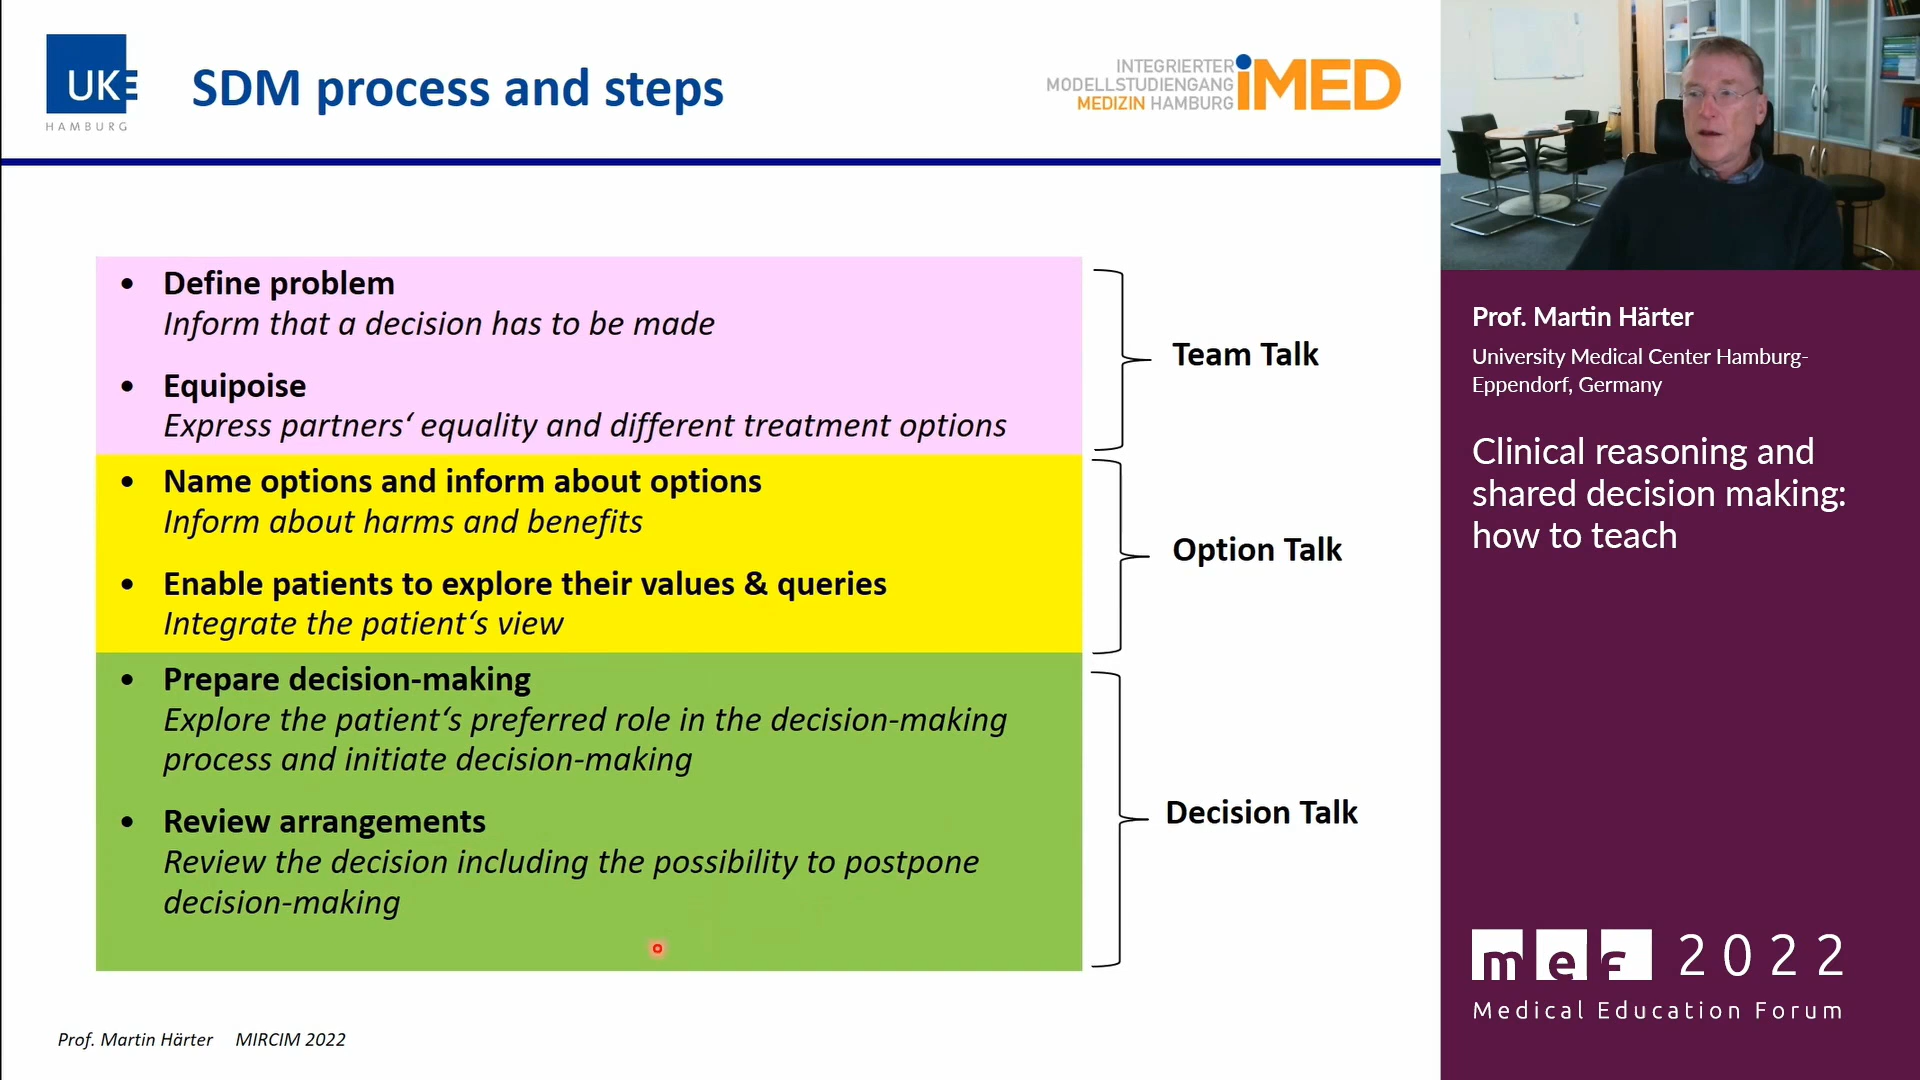 UKE
HAMBURG
SDM process and steps
INTEGRIERTER
MODELLSTUDIENGANG
MEDIZIN HAMBURG
iMED
• Define problem
Inform that a decision has to be made
• Equipoise
Express partners‘ equality and different treatment options
Team Talk
• Name options and inform about options
Inform about harms and benefits
• Enable patients to explore their values & queries
Integrate the patient‘s view
Option Talk
• Prepare decision-making
Explore the patient‘s preferred role in the decision-making
process and initiate decision-making
• Review arrangements
Review the decision including the possibility to postpone
decision-making
Decision Talk
Prof. Martin Härter MIRCIM 2022
Prof. Martin Härter
University Medical Center Hamburg-
Eppendorf, Germany
Clinical reasoning and
shared decision making:
how to teach
mef 2022
Medical Education Forum